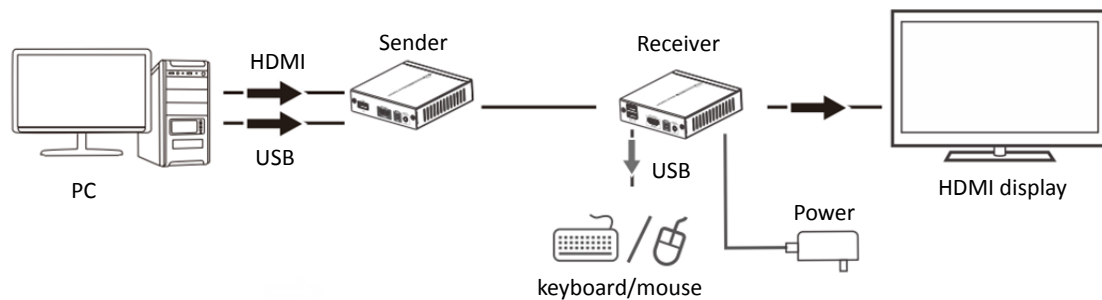 Sender
Receiver
HDMI
USB
PC
USB
HDMI display
Power
keyboard/mouse